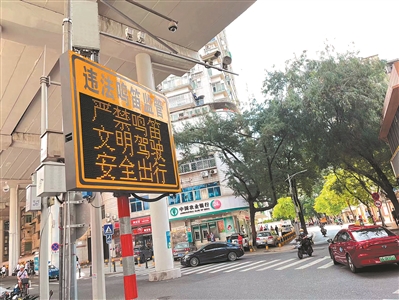 违法鸣笛监管
严禁鸣笛
文明驾驶
安全出行
中国农业银行